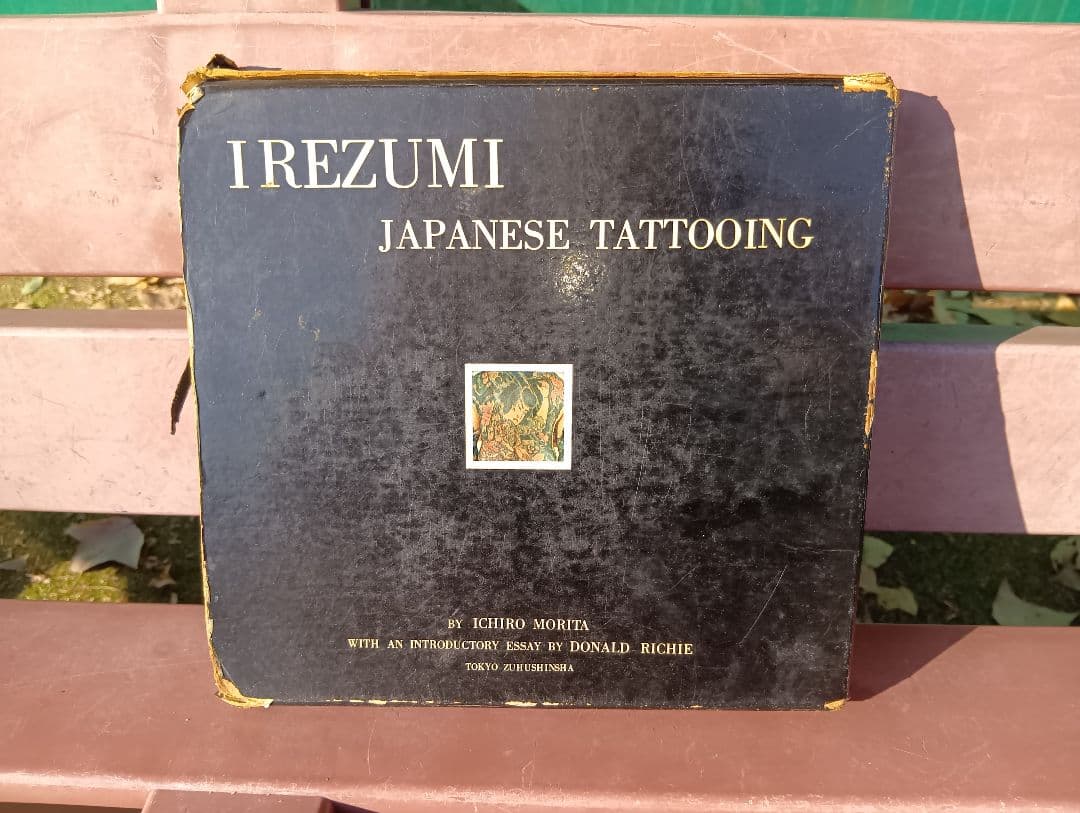 IREZUMI
JAPANESE TATTOOING
BY ICHIRO MORITA
WITH AN INTRODUCTORY ESSAY BY DONALD RICHIE
TOKYO ZUHUSHINSHA